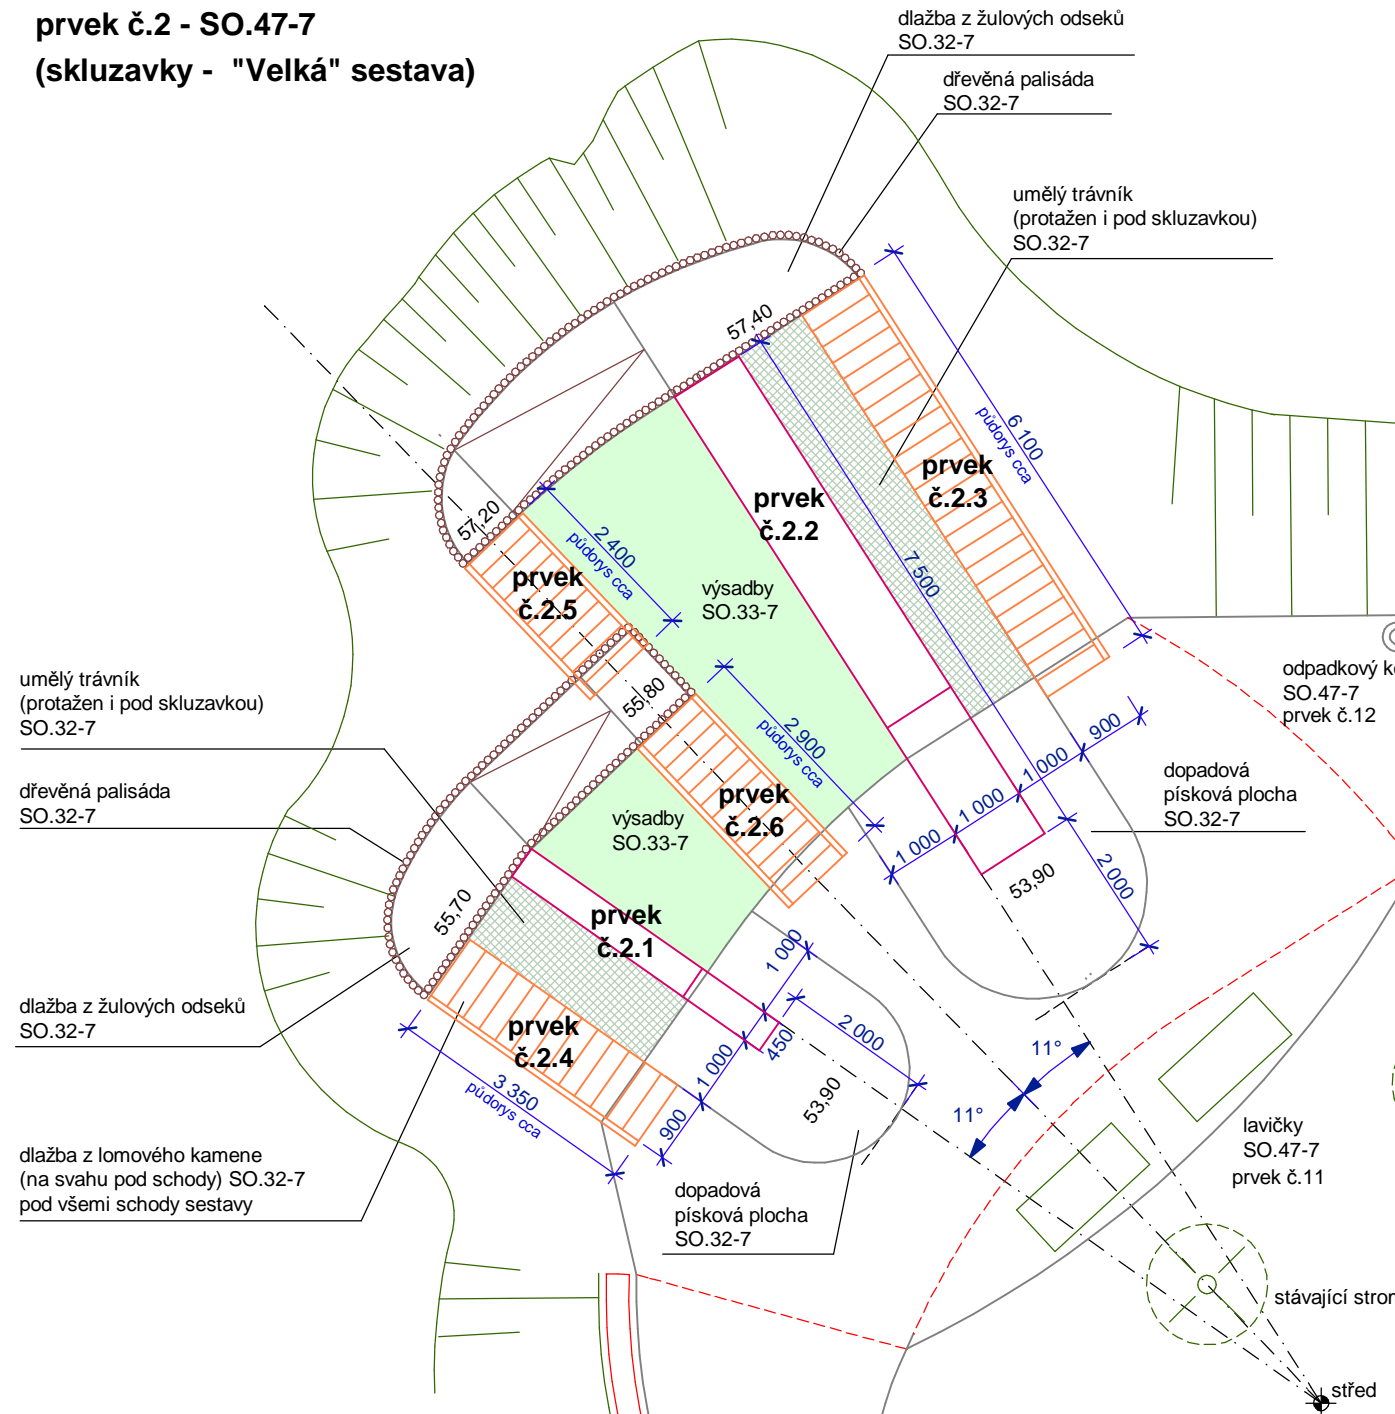 prvek č.2 - SO.47-7
(skluzavky -  "Velká" sestava)
dlažba z žulových odseků
SO.32-7
dřevěná palisáda
SO.32-7
umělý trávník
(protažen i pod skluzavkou)
SO.32-7
57,40
6 100
půdorys cca
prvek
č.2.3
prvek
č.2.2
57,20
2 400
půdorys cca
prvek
č.2.5
7 500
výsadby
SO.33-7
umělý trávník
(protažen i pod skluzavkou)
SO.32-7
55,80
2 900
půdorys cca
odpadkový k
SO.47-7
prvek č.12
900
1 000
1 000
1 000
dopadová
písková plocha
SO.32-7
dřevěná palisáda
SO.32-7
prvek
č.2.6
výsadby
SO.33-7
53,90
2 000
55,70
prvek
č.2.1
1 000
dlažba z žulových odseků
SO.32-7
prvek
č.2.4
2 000
450
1 000
900
3 350
půdorys cca
53,90
11°
11°
lavičky
SO.47-7
prvek č.11
dlažba z lomového kamene
(na svahu pod schody) SO.32-7
pod všemi schody sestavy
dopadová
písková plocha
SO.32-7
stávající stro
střed